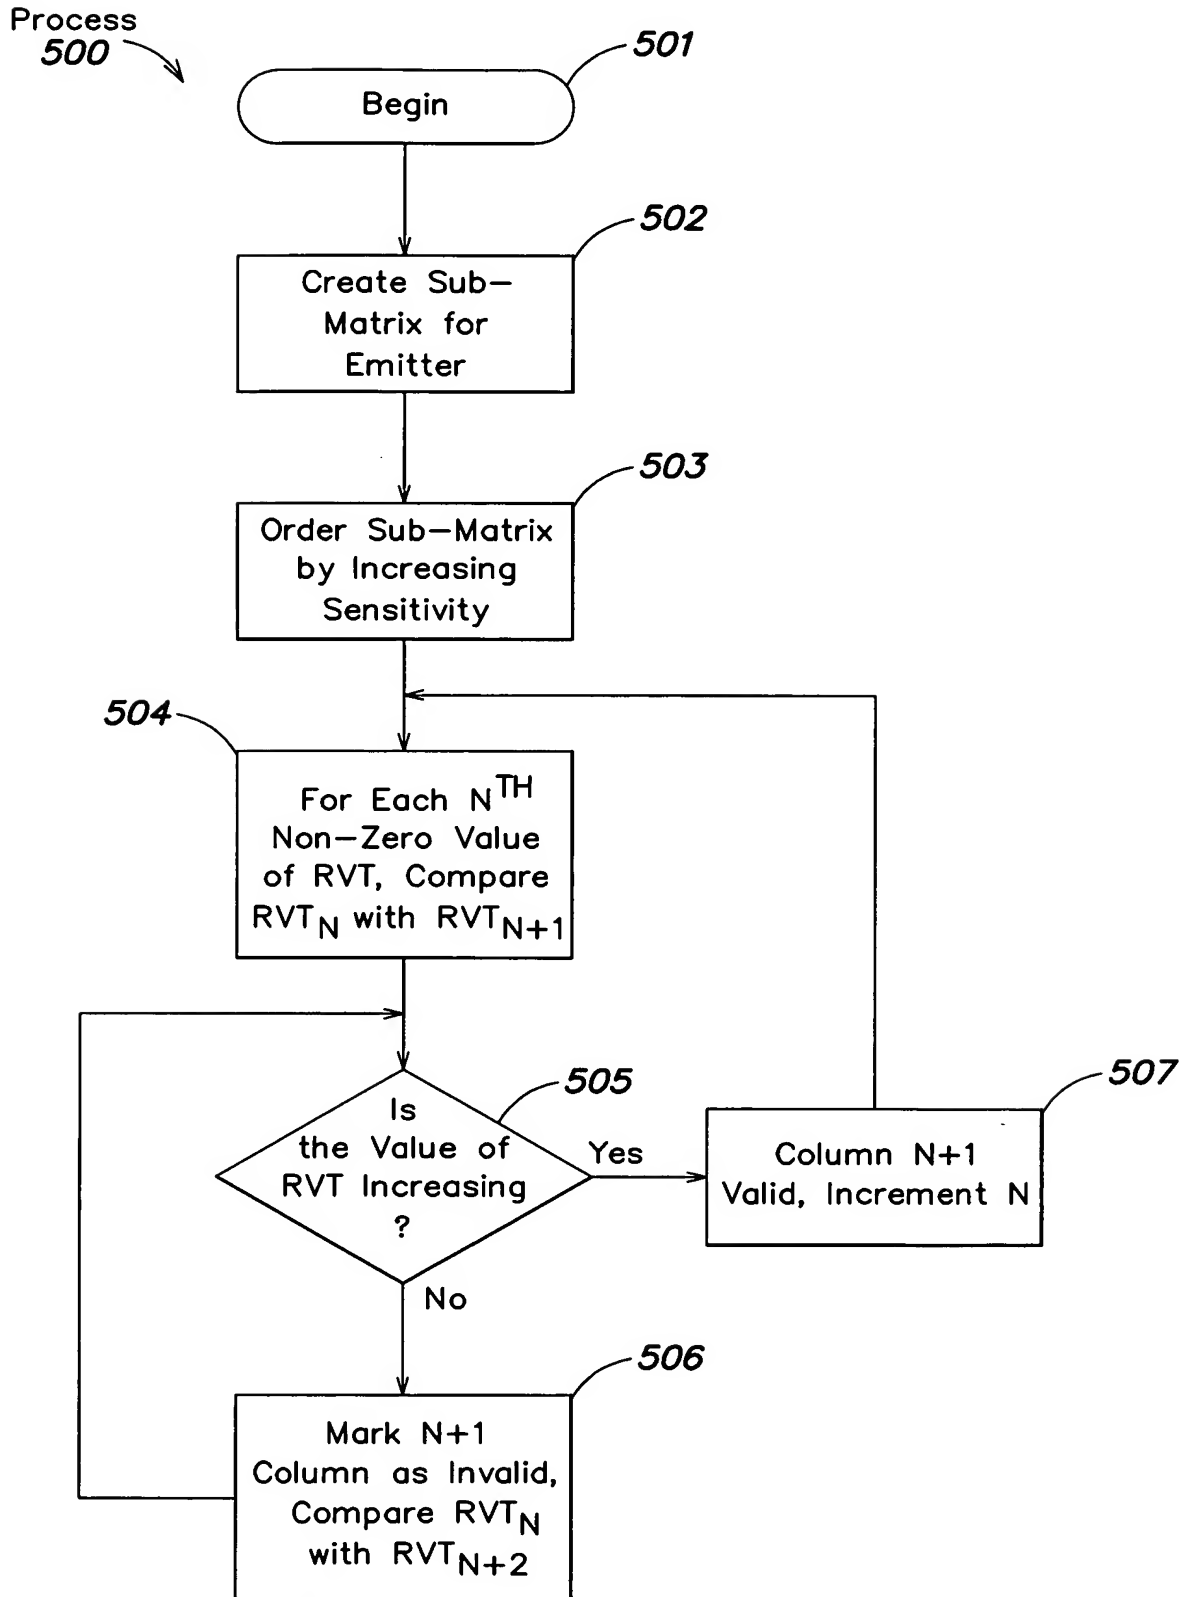 Process
500
501
Begin
502
Create Sub-
Matrix for
Emitter
503
Order Sub-Matrix
by Increasing
Sensitivity
504
For Each Nᵀᴴ
Non-Zero Value
of RVT, Compare
RVT_N with RVT_N+1
505
Is
the Value of
RVT Increasing
?
Yes
507
Column N+1
Valid, Increment N
No
506
Mark N+1
Column as Invalid,
Compare RVT_N
with RVT_N+2